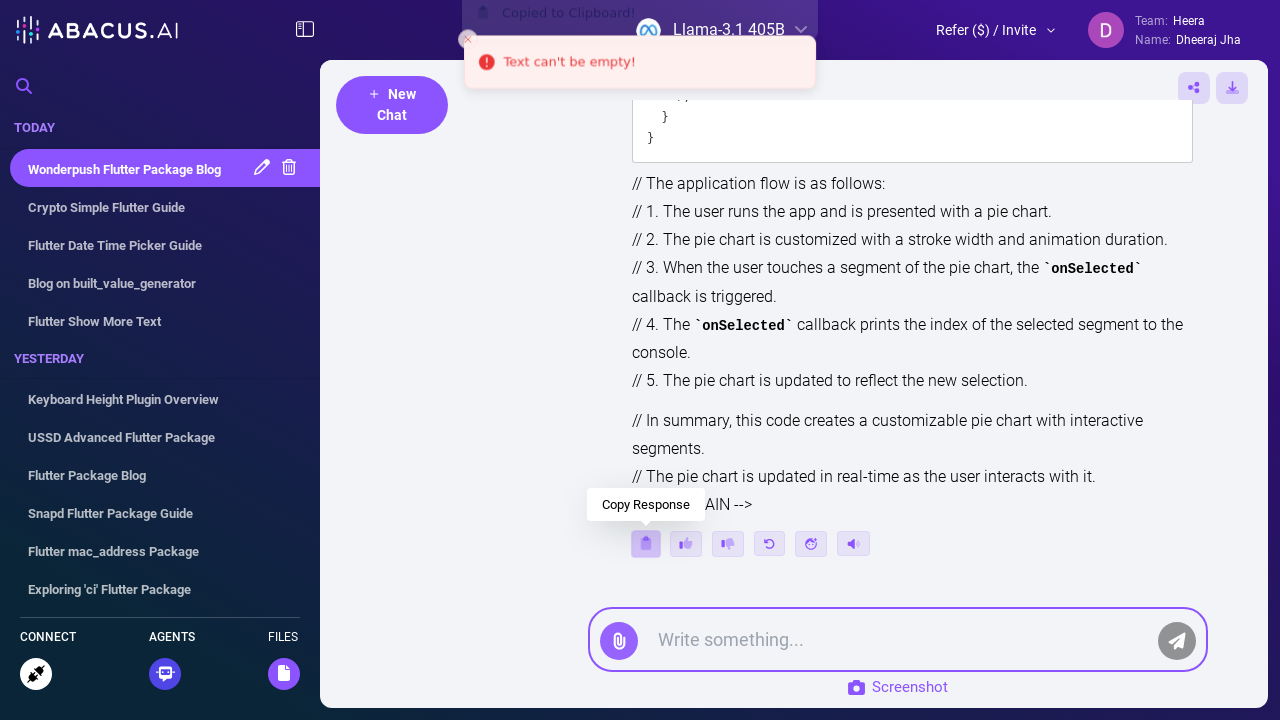 ABACUS.AI
Copied to Clipboard!
Llama-3.1 405B
Text can't be empty!
Refer ($) / Invite
D
Team: Heera
Name: Dheeraj Jha
TODAY
Wonderpush Flutter Package Blog
Crypto Simple Flutter Guide
Flutter Date Time Picker Guide
Blog on built_value_generator
Flutter Show More Text
YESTERDAY
Keyboard Height Plugin Overview
USSD Advanced Flutter Package
Flutter Package Blog
Snapd Flutter Package Guide
Flutter mac_address Package
Exploring 'ci' Flutter Package
CONNECT
AGENTS
FILES
+ New
Chat
}
}
// The application flow is as follows:
// 1. The user runs the app and is presented with a pie chart.
// 2. The pie chart is customized with a stroke width and animation duration.
// 3. When the user touches a segment of the pie chart, the `onSelected`
callback is triggered.
// 4. The `onSelected` callback prints the index of the selected segment to the
console.
// 5. The pie chart is updated to reflect the new selection.
// In summary, this code creates a customizable pie chart with interactive
segments.
// The pie chart is updated in real-time as the user interacts with it.
Copy Response
AIN -->
Write something...
Screenshot